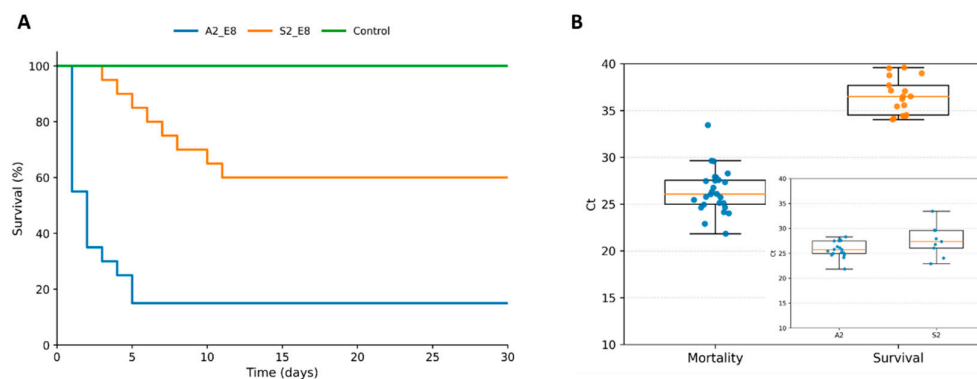 A
A2_E8 S2_E8 Control
100
80
60
40
20
0
Survival (%)
0 5 10 15 20 25 30
Time (days)
B
40
35
30
25
20
15
10
Ct
Mortality Survival
40
35
30
25
20
15
10
Ct
A2 S2